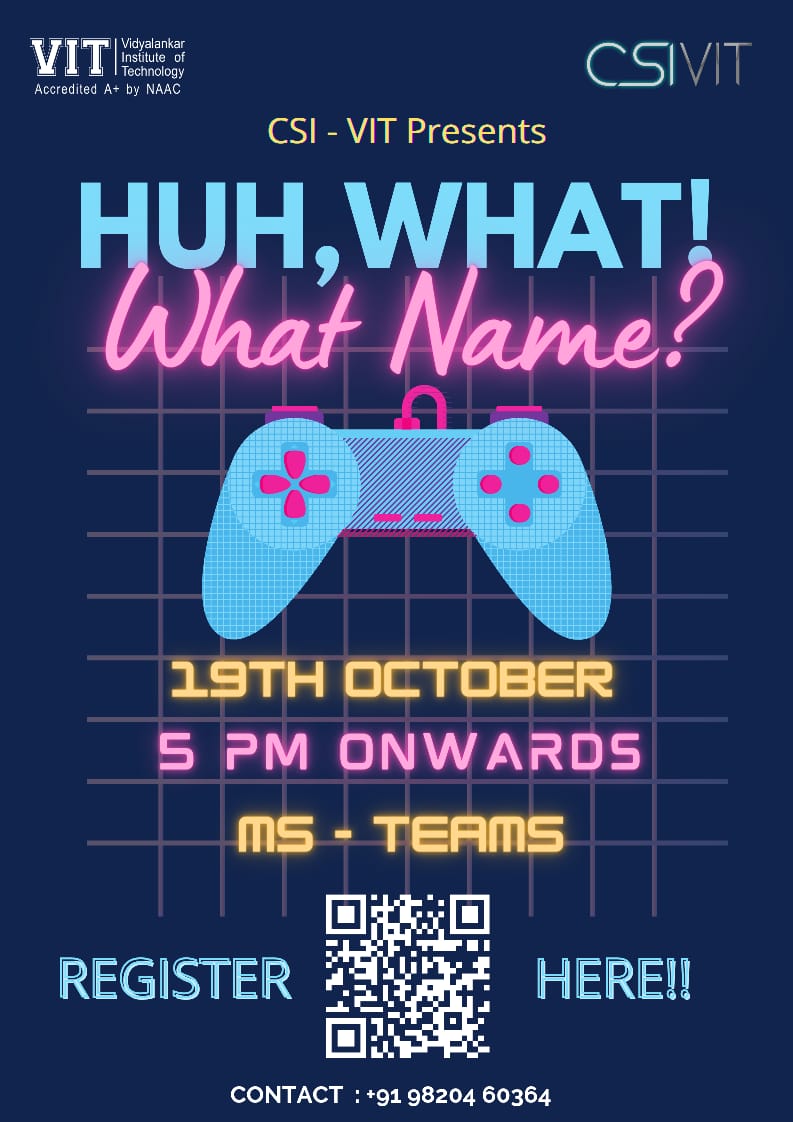 VIT
Vidyalankar
Institute of
Technology
Accredited A+ by NAAC
CSIVIT
CSI - VIT Presents
HUH,WHAT!
What Name?
19TH OCTOBER
5 PM ONWARDS
MS - TEAMS
REGISTER HERE!!
CONTACT : +91 98204 60364